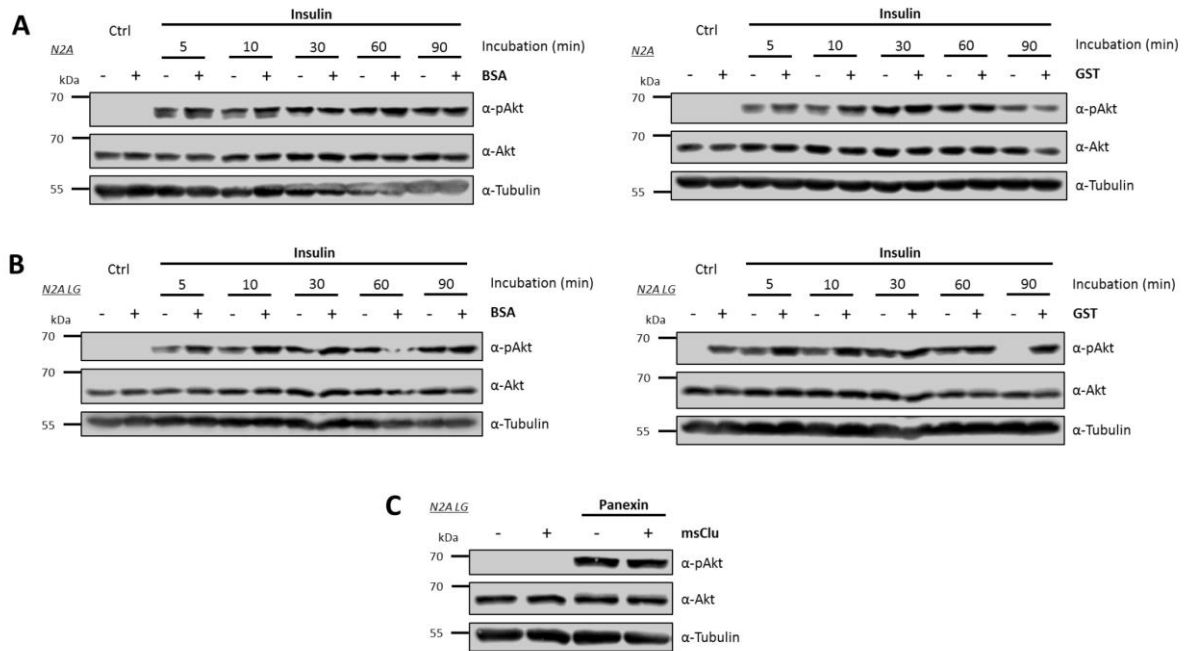 A
N2A
Ctrl
Insulin
5 10 30 60 90 Incubation (min)
kDa - + - + - + - + - + - + BSA
70 α-pAkt
70 α-Akt
55 α-Tubulin
N2A
Ctrl
Insulin
5 10 30 60 90 Incubation (min)
kDa - + - + - + - + - + - + GST
70 α-pAkt
70 α-Akt
55 α-Tubulin
B
N2A LG
Ctrl
Insulin
5 10 30 60 90 Incubation (min)
kDa - + - + - + - + - + - + BSA
70 α-pAkt
70 α-Akt
55 α-Tubulin
N2A LG
Ctrl
Insulin
5 10 30 60 90 Incubation (min)
kDa - + - + - + - + - + - + GST
70 α-pAkt
70 α-Akt
55 α-Tubulin
C N2A LG Panexin
kDa - + - + msClu
70 α-pAkt
70 α-Akt
55 α-Tubulin